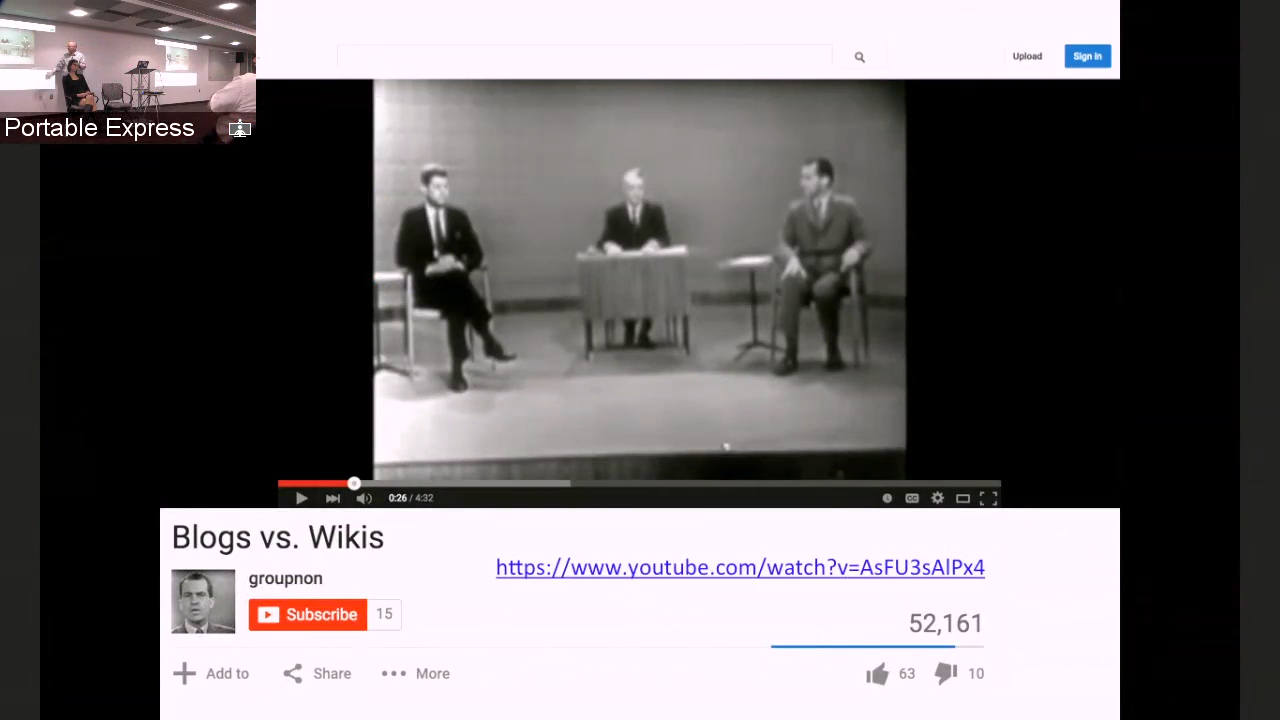 Portable Express
Upload
Sign in
0:26 / 4:32
CC
Blogs vs. Wikis
https://www.youtube.com/watch?v=AsFU3sAlPx4
groupnon
Subscribe 15
52,161
Add to
Share
More
63
10